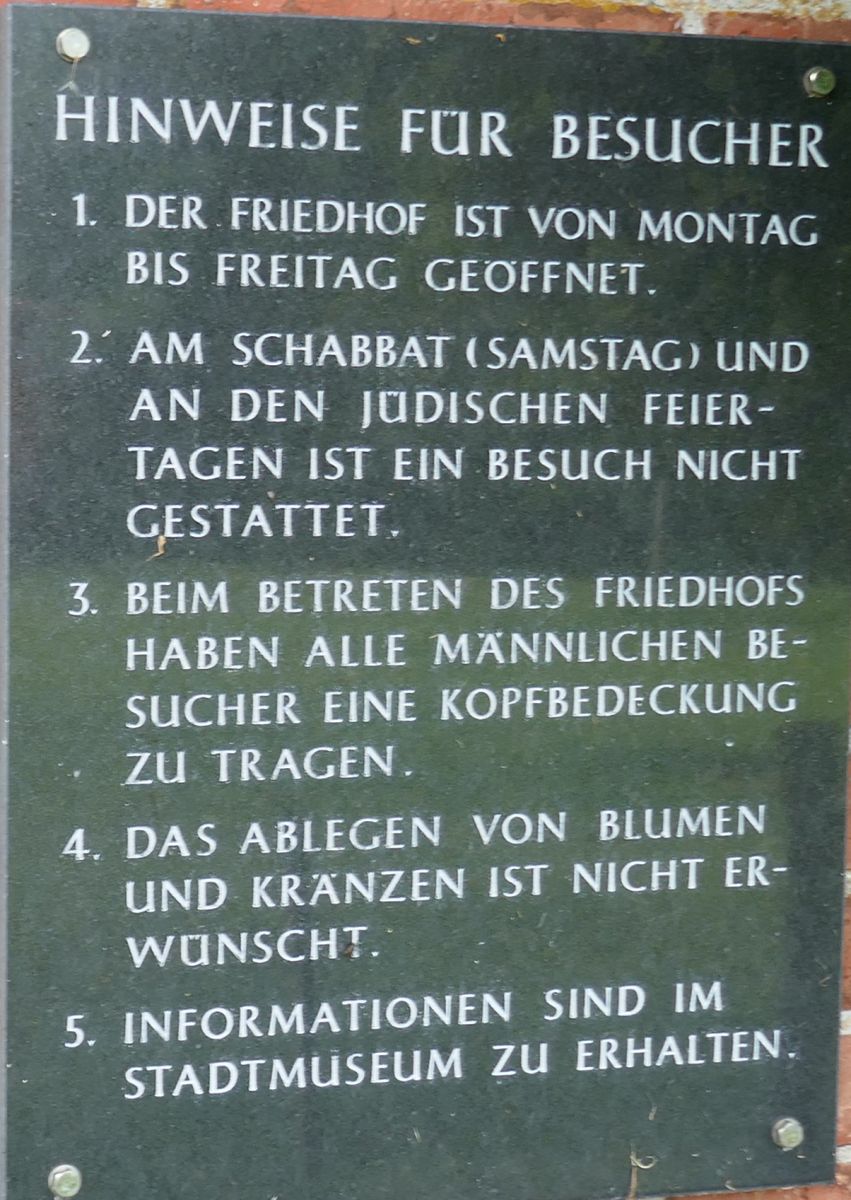 HINWEISE FÜR BESUCHER
1. DER FRIEDHOF IST VON MONTAG
BIS FREITAG GEÖFFNET.
2. AM SCHABBAT (SAMSTAG) UND
AN DEN JÜDISCHEN FEIER-
TAGEN IST EIN BESUCH NICHT
GESTATTET.
3. BEIM BETRETEN DES FRIEDHOFS
HABEN ALLE MÄNNLICHEN BE-
SUCHER EINE KOPFBEDECKUNG
ZU TRAGEN.
4. DAS ABLEGEN VON BLUMEN
UND KRÄNZEN IST NICHT ER-
WÜNSCHT.
5. INFORMATIONEN SIND IM
STADTMUSEUM ZU ERHALTEN.